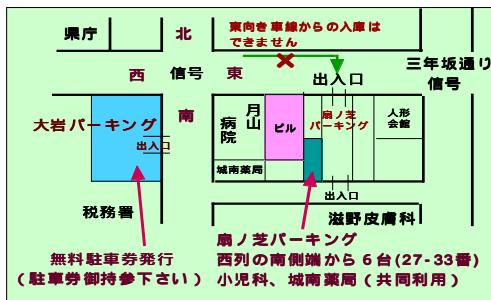 県庁
北
東向き車線からの入庫は
できません
西
信号
東
出入口
三年坂通り
信号
南
大岩パーキング
出入口
月山
病院
ビル
扇ノ芝
パーキング
人形
会館
城南薬局
出入口
税務署
滋野皮膚科
無料駐車券発行
(駐車券御持参下さい)
扇ノ芝パーキング
西列の南側端から6台(27-33番)
小児科、城南薬局(共同利用)